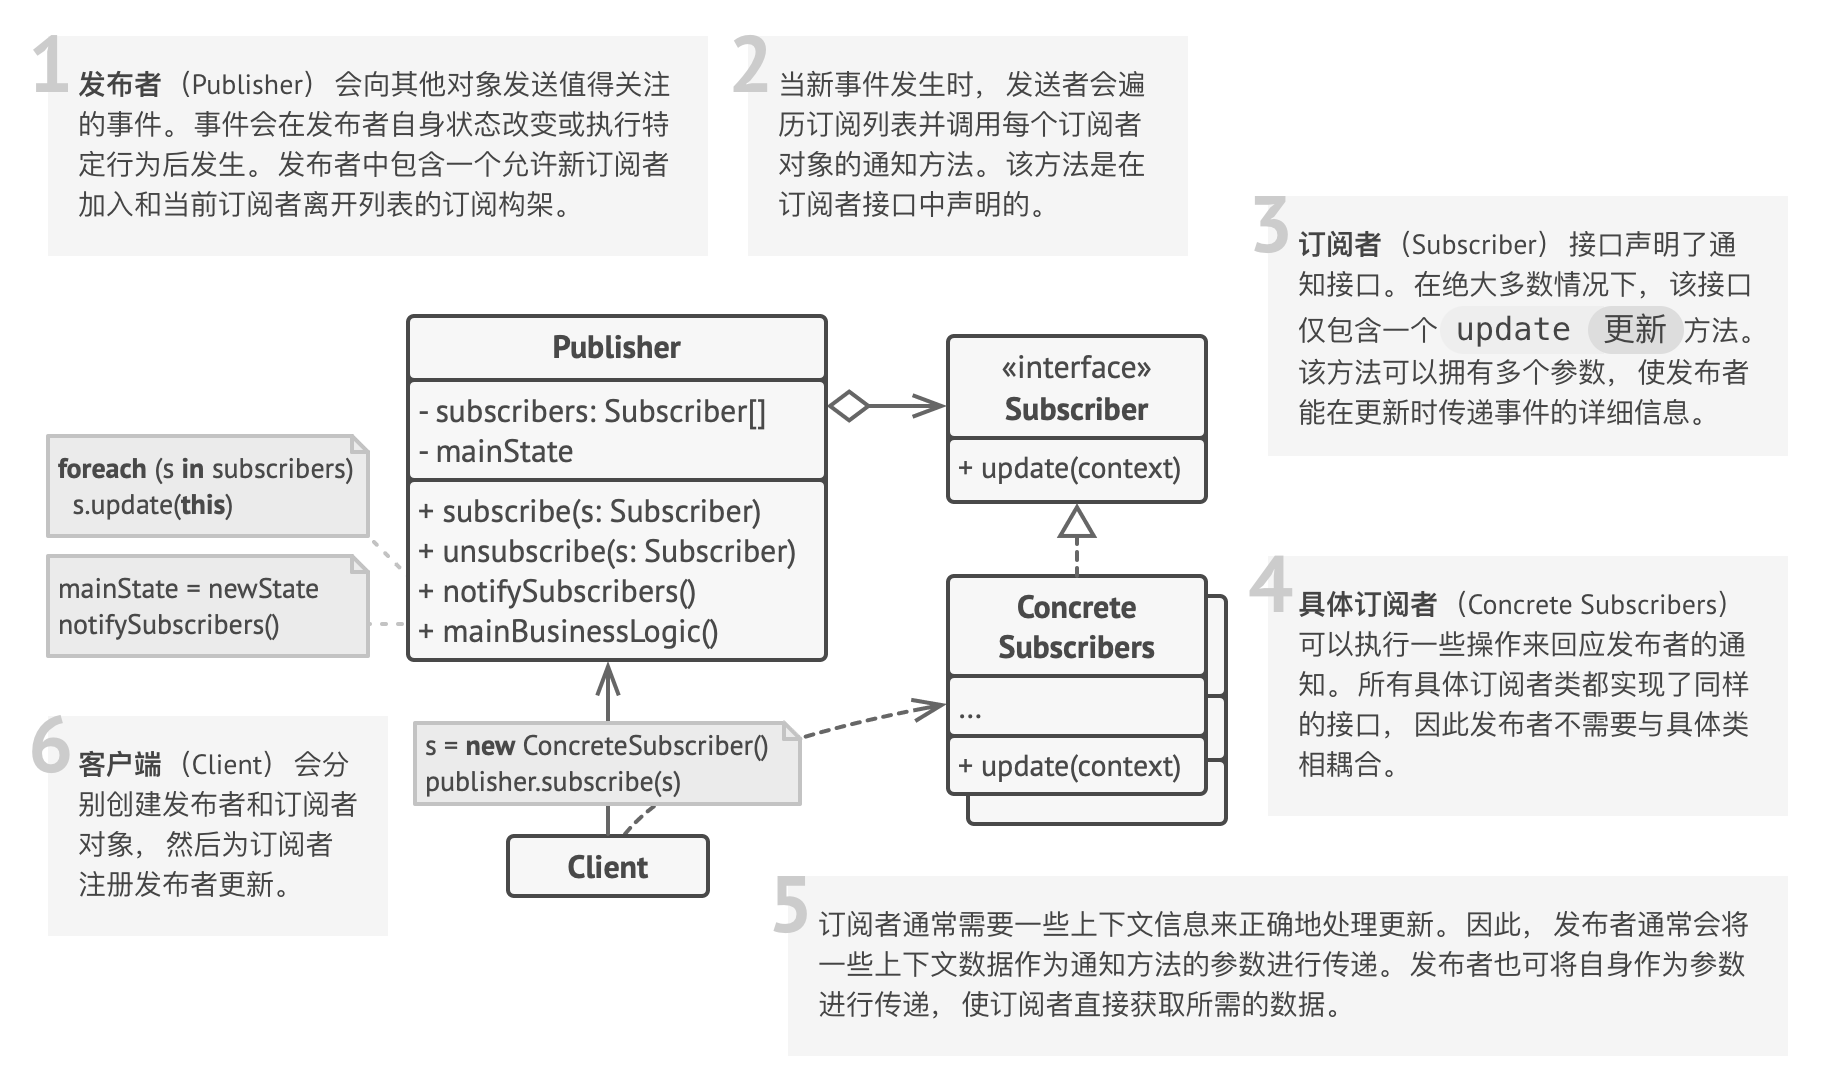 1
发布者（Publisher） 会向其他对象发送值得关注
的事件。 事件会在发布者自身状态改变或执行特
定行为后发生。 发布者中包含一个允许新订阅者
加入和当前订阅者离开列表的订阅构架。
2
当新事件发生时， 发送者会遍
历订阅列表并调用每个订阅者
对象的通知方法。 该方法是在
订阅者接口中声明的。
3
订阅者（Subscriber） 接口声明了通
知接口。 在绝大多数情况下， 该接口
仅包含一个 update 更新 方法。
该方法可以拥有多个参数， 使发布者
能在更新时传递事件的详细信息。
Publisher
- subscribers: Subscriber[]
- mainState
+ subscribe(s: Subscriber)
+ unsubscribe(s: Subscriber)
+ notifySubscribers()
+ mainBusinessLogic()
«interface»
Subscriber
+ update(context)
foreach (s in subscribers)
s.update(this)
mainState = newState
notifySubscribers()
Concrete
Subscribers
...
+ update(context)
4
具体订阅者（Concrete Subscribers）
可以执行一些操作来回应发布者的通
知。 所有具体订阅者类都实现了同样
的接口， 因此发布者不需要与具体类
相耦合。
6
客户端（Client） 会分
别创建发布者和订阅者
对象， 然后为订阅者
注册发布者更新。
s = new ConcreteSubscriber()
publisher.subscribe(s)
Client
5
订阅者通常需要一些上下文信息来正确地处理更新。 因此， 发布者通常会将
一些上下文数据作为通知方法的参数进行传递。 发布者也可将自身作为参数
进行传递， 使订阅者直接获取所需的数据。